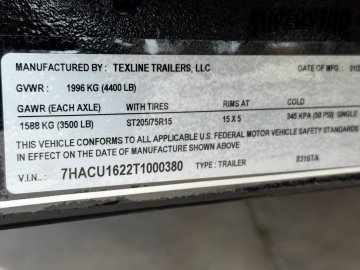 MANUFACTURED BY : TEXLINE TRAILERS, LLC DATE OF MFG. : 01/2
GVWR : 1996 KG (4400 LB)
GAWR (EACH AXLE) WITH TIRES RIMS AT COLD
1588 KG (3500 LB) ST205/75R15 15 X 5 345 KPA (50 PSI) SINGLE
THIS VEHICLE CONFORMS TO ALL APPLICABLE U.S. FEDERAL MOTOR VEHICLE SAFETY STANDARDS
IN EFFECT ON THE DATE OF MANUFACTURE SHOWN ABOVE
V.I.N.: 7HACU1622T1000380 TYPE : TRAILER 8316TA